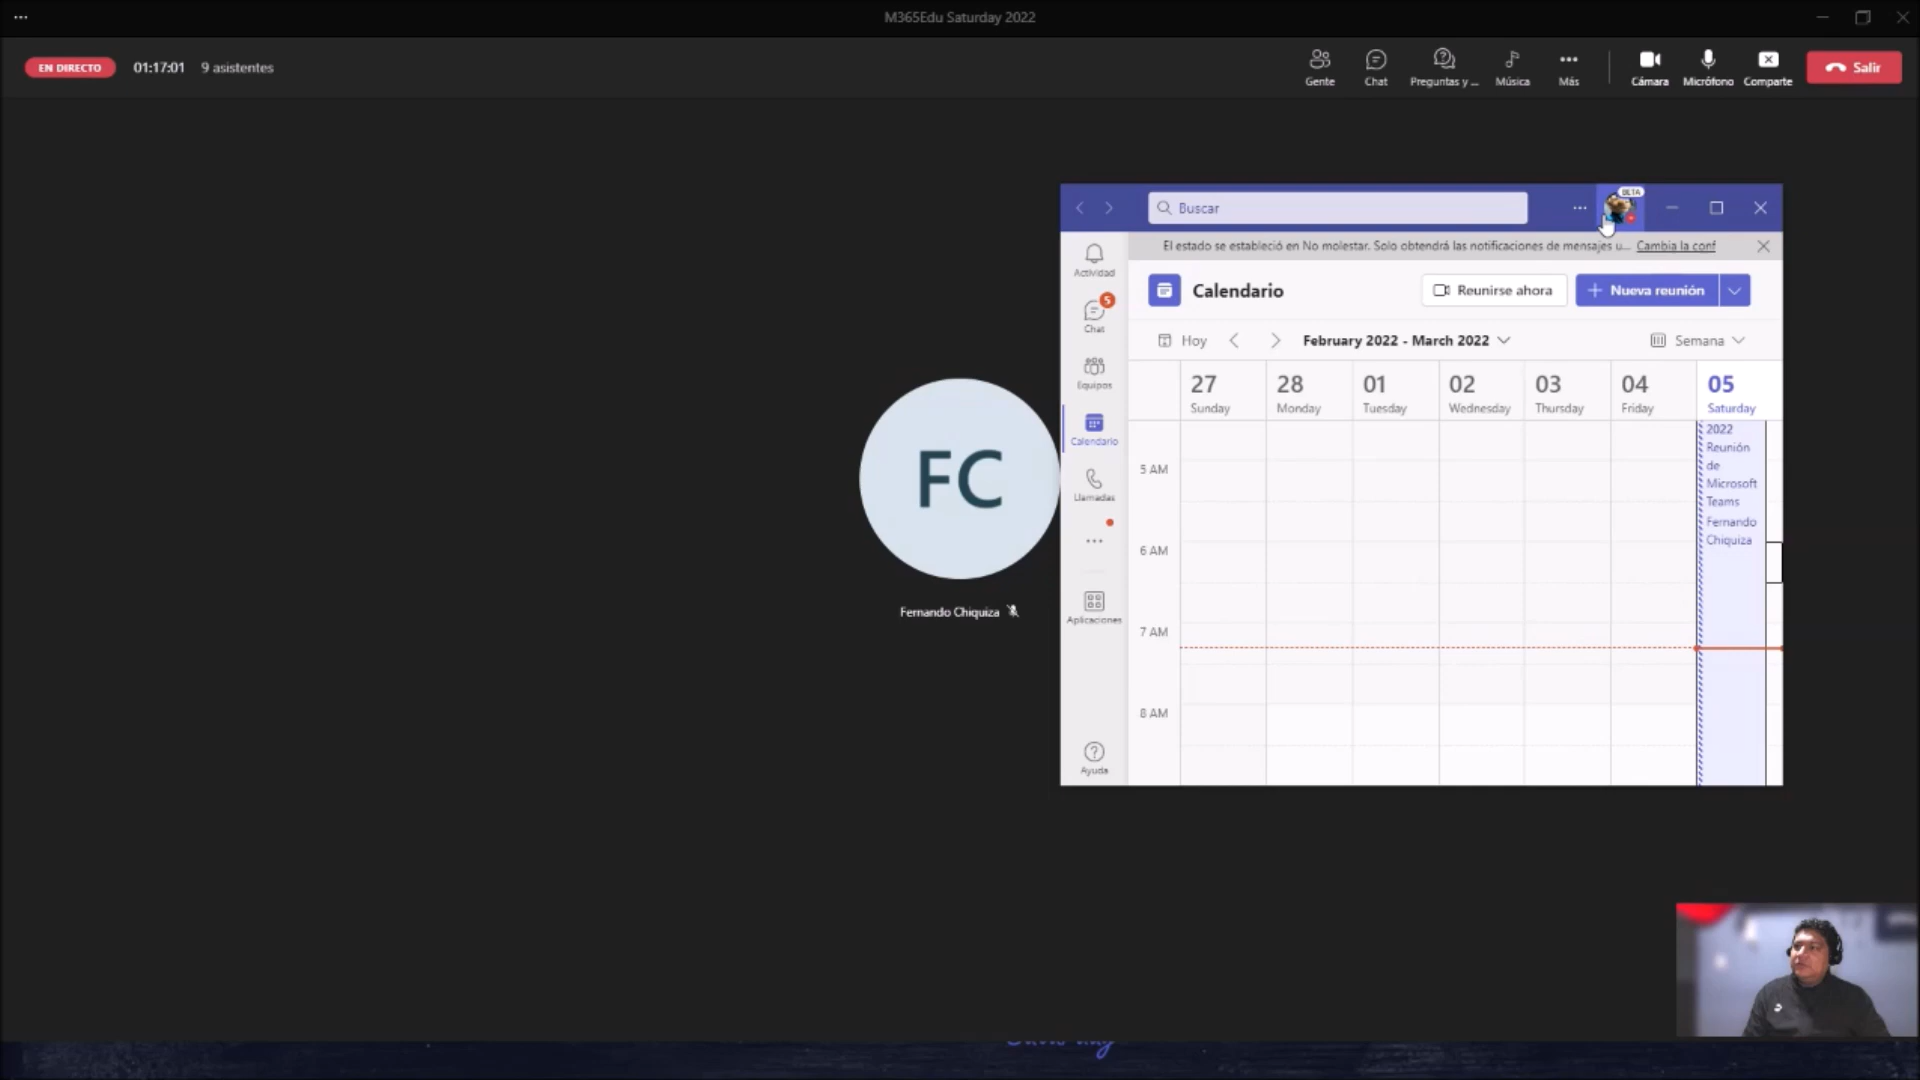 M365Edu Saturday 2022
EN DIRECTO
01:17:01
9 asistentes
Gente
Chat
Preguntas y ...
Música
Más
Cámara
Micrófono
Comparte
Salir
Buscar
BETA
El estado se estableció en No molestar. Solo obtendrá las notificaciones de mensajes u... Cambia la conf
Actividad
5
Chat
Equipos
Calendario
Llamadas
Aplicaciones
Ayuda
Calendario
Reunirse ahora
Nueva reunión
Hoy
February 2022 - March 2022
Semana
27 Sunday
28 Monday
01 Tuesday
02 Wednesday
03 Thursday
04 Friday
05 Saturday
5 AM
6 AM
7 AM
8 AM
2022
Reunión
de
Microsoft
Teams
Fernando
Chiquiza
FC
Fernando Chiquiza